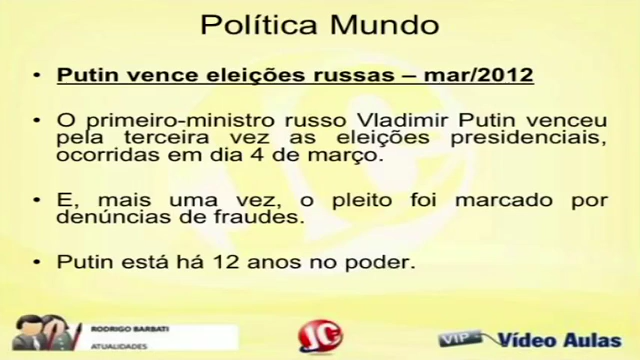 Política Mundo
• Putin vence eleições russas – mar/2012
• O primeiro-ministro russo Vladimir Putin venceu
pela terceira vez as eleições presidenciais,
ocorridas em dia 4 de março.
• E, mais uma vez, o pleito foi marcado por
denúncias de fraudes.
• Putin está há 12 anos no poder.
RODRIGO BARBATI
ATUALIDADES
JC
VIP Vídeo Aulas